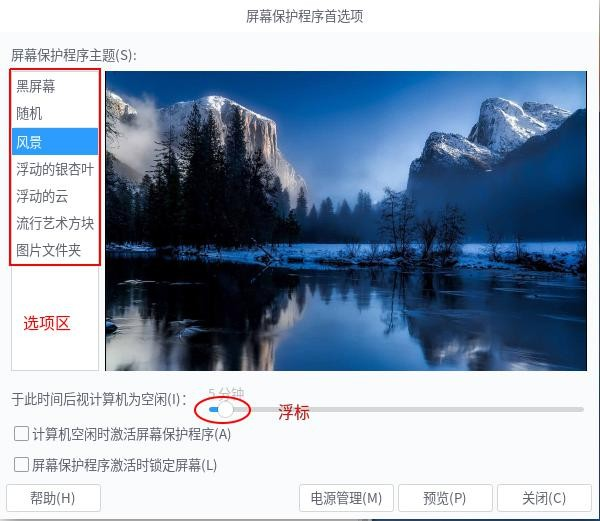 屏幕保护程序首选项
屏幕保护程序主题(S):
黑屏幕
随机
风景
浮动的银杏叶
浮动的云
流行艺术方块
图片文件夹
选项区
5 分钟
于此时间后视计算机为空闲(I):
浮标
计算机空闲时激活屏幕保护程序(A)
屏幕保护程序激活时锁定屏幕(L)
帮助(H)
电源管理(M)
预览(P)
关闭(C)